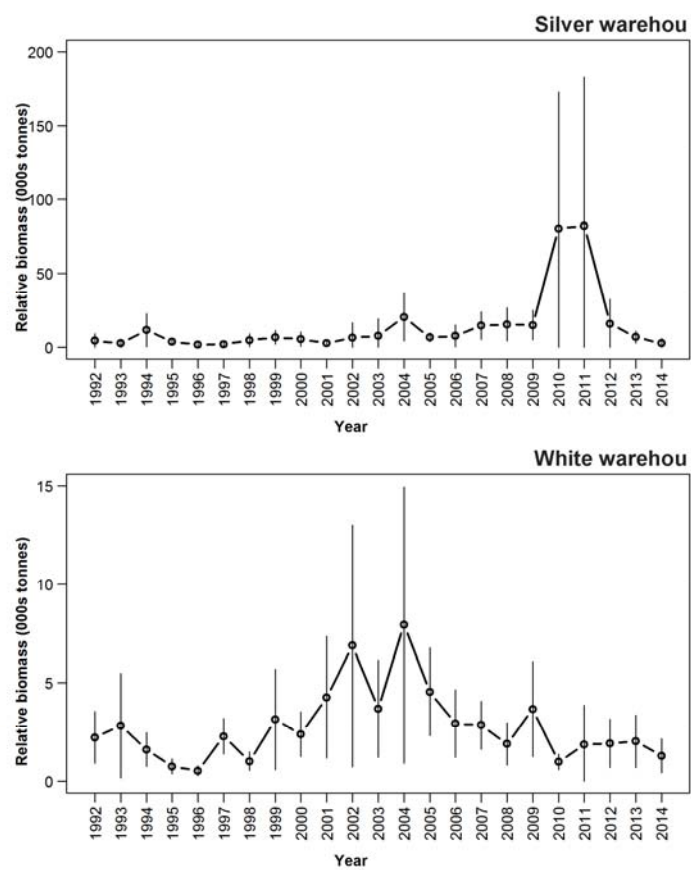 Silver warehou
Relative biomass (000s tonnes)
200
150
100
50
0
1992 1993 1994 1995 1996 1997 1998 1999 2000 2001 2002 2003 2004 2005 2006 2007 2008 2009 2010 2011 2012 2013 2014
Year
White warehou
Relative biomass (000s tonnes)
15
10
5
0
1992 1993 1994 1995 1996 1997 1998 1999 2000 2001 2002 2003 2004 2005 2006 2007 2008 2009 2010 2011 2012 2013 2014
Year